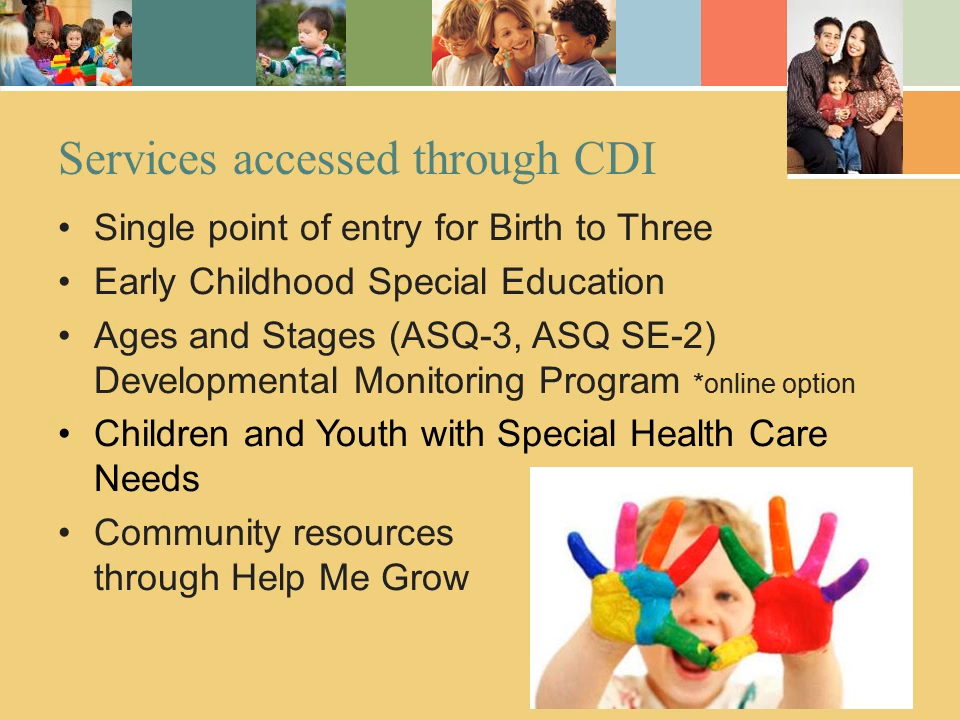 Services accessed through CDI
• Single point of entry for Birth to Three
• Early Childhood Special Education
• Ages and Stages (ASQ-3, ASQ SE-2)
Developmental Monitoring Program *online option
• Children and Youth with Special Health Care
Needs
• Community resources
through Help Me Grow